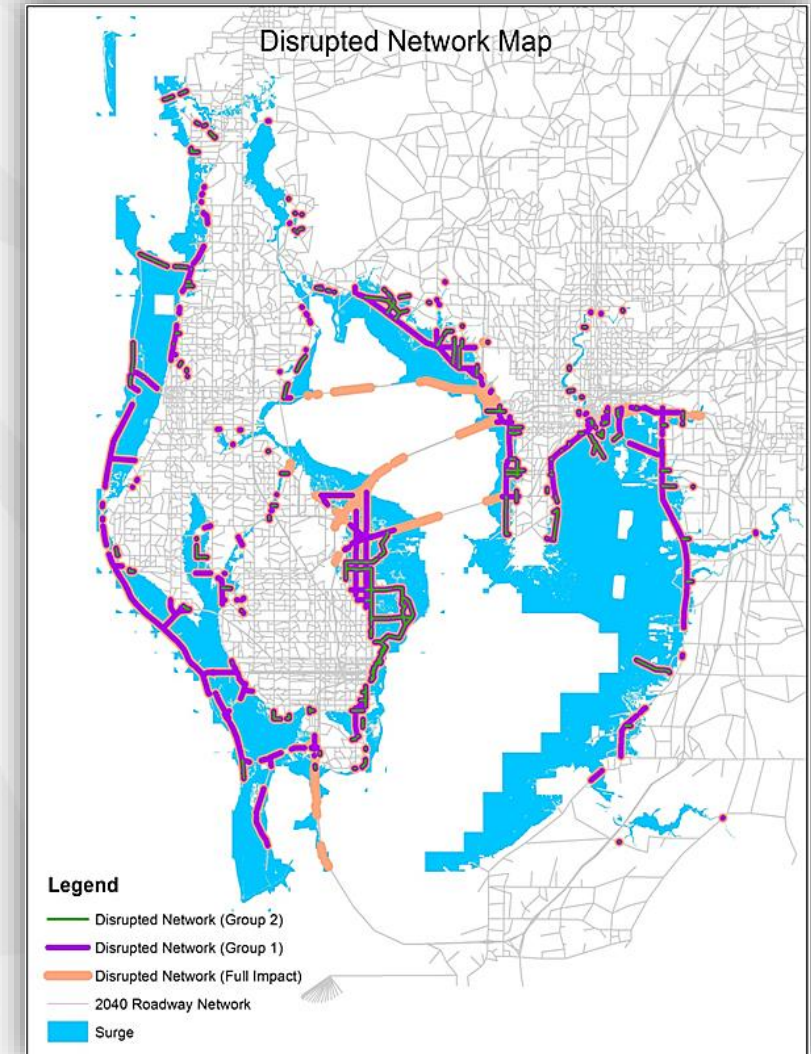 Disrupted Network Map
Legend
Disrupted Network (Group 2)
Disrupted Network (Group 1)
Disrupted Network (Full Impact)
2040 Roadway Network
Surge